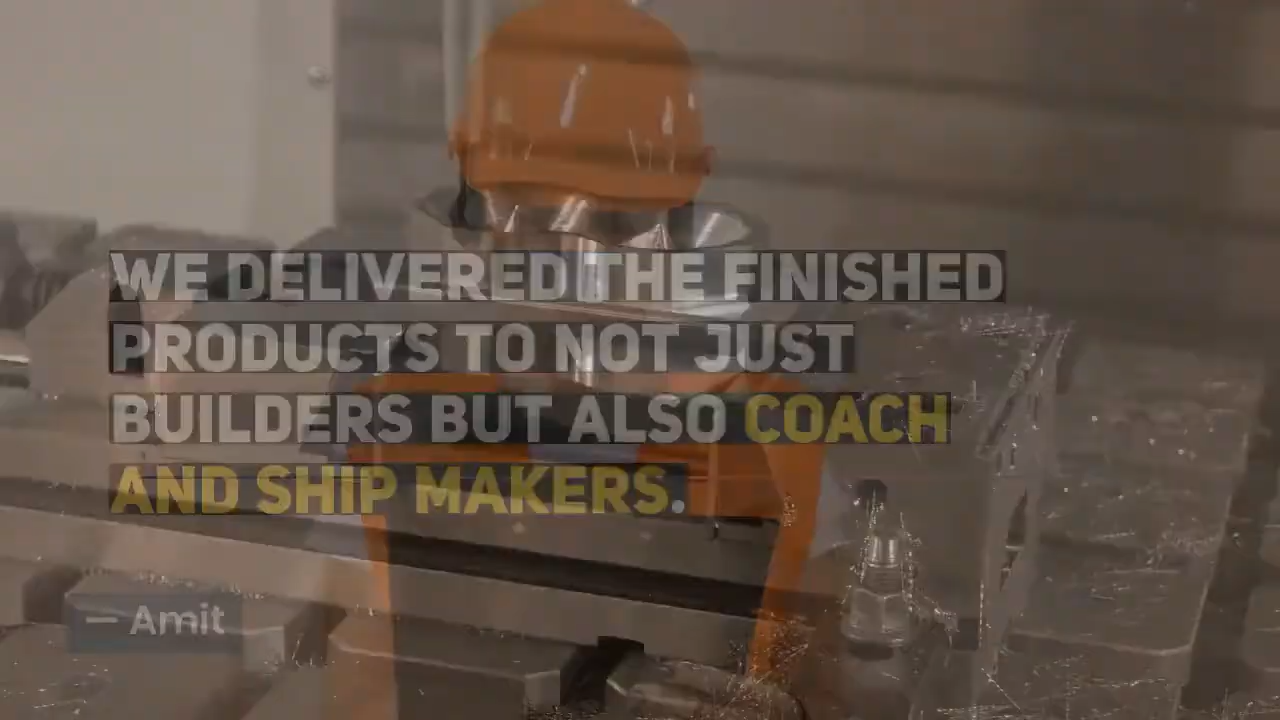 WE DELIVERED THE FINISHED
PRODUCTS TO NOT JUST
BUILDERS BUT ALSO COACH
AND SHIP MAKERS.
— Amit